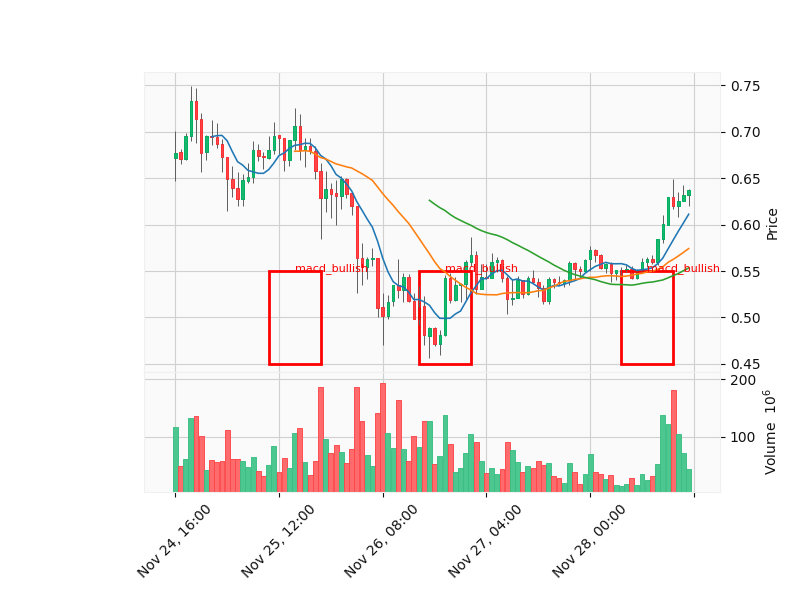 0.75
0.70
0.65
0.60
0.55
0.50
0.45
Price
macd_bullish
macd_bullish
macd_bullish
200
100
Volume 10^6
Nov 24, 16:00
Nov 25, 12:00
Nov 26, 08:00
Nov 27, 04:00
Nov 28, 00:00